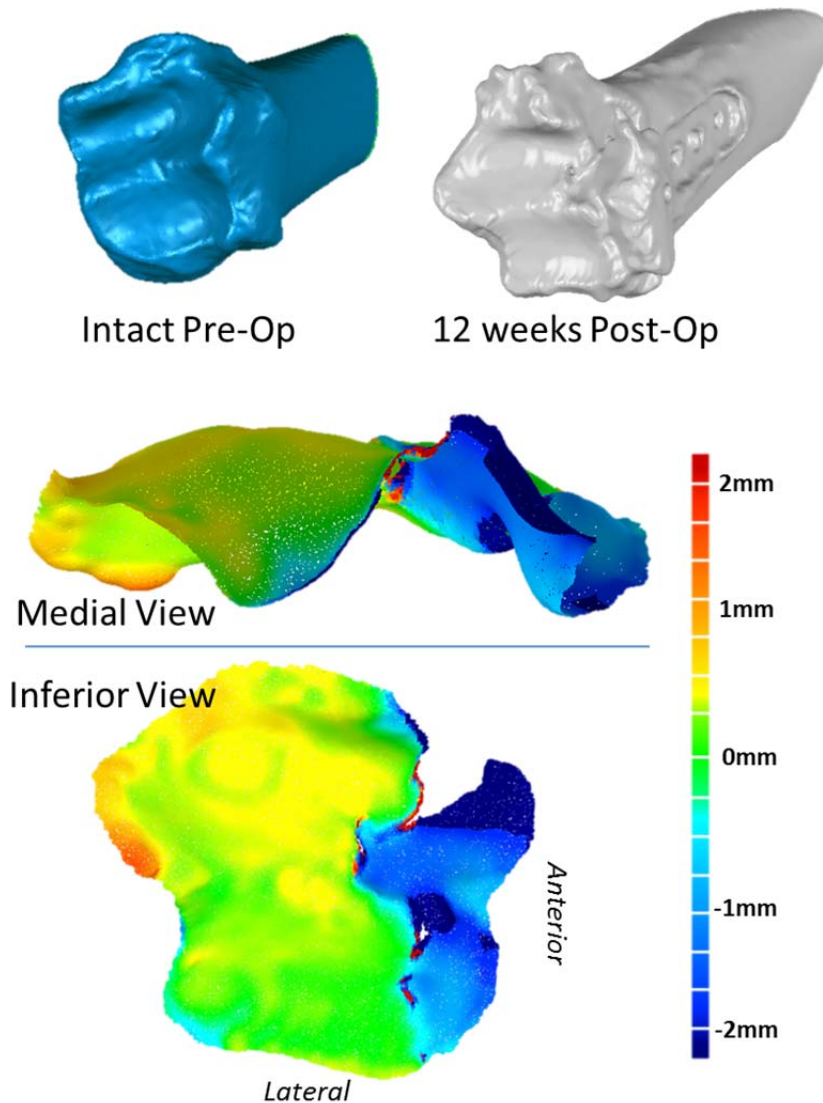 Intact Pre-Op
12 weeks Post-Op
Medial View
2mm
1mm
0mm
-1mm
-2mm
Inferior View
Anterior
Lateral